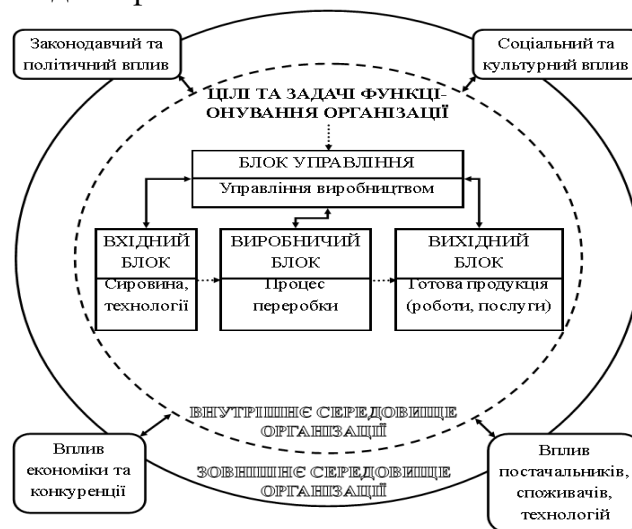 Законодавчий та
політичний вплив
Соціальний та
культурний вплив
ЦІЛІ ТА ЗАДАЧІ ФУНКЦІ-
ОНУВАННЯ ОРГАНІЗАЦІЇ
БЛОК УПРАВЛІННЯ
Управління виробництвом
ВХІДНИЙ
БЛОК
Сировина,
технології
ВИРОБНИЧИЙ
БЛОК
Процес
переробки
ВИХІДНИЙ
БЛОК
Готова продукція
(роботи, послуги)
ВНУТРІШНЄ СЕРЕДОВИЩЕ
ОРГАНІЗАЦІЇ
Вплив
економіки та
конкуренції
ЗОВНІШНЄ СЕРЕДОВИЩЕ
ОРГАНІЗАЦІЇ
Вплив
постачальників,
споживачів,
технологій